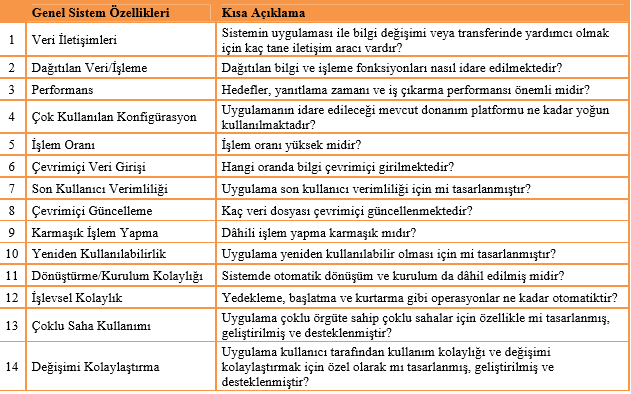 Genel Sistem Özellikleri Kısa Açıklama
1 Veri İletişimleri Sistemin uygulaması ile bilgi değişimi veya transferinde yardımcı olmak
için kaç tane iletişim aracı vardır?
2 Dağıtılan Veri/İşleme Dağıtılan bilgi ve işleme fonksiyonları nasıl idare edilmektedir?
3 Performans Hedefler, yanıtlama zamanı ve iş çıkarma performansı önemli midir?
4 Çok Kullanılan Konfigürasyon Uygulamanın idare edileceği mevcut donanım platformu ne kadar yoğun
kullanılmaktadır?
5 İşlem Oranı İşlem oranı yüksek midir?
6 Çevrimiçi Veri Girişi Hangi oranda bilgi çevrimiçi girilmektedir?
7 Son Kullanıcı Verimliliği Uygulama son kullanıcı verimliliği için mi tasarlanmıştır?
8 Çevrimiçi Güncelleme Kaç veri dosyası çevrimiçi güncellenmektedir?
9 Karmaşık İşlem Yapma Dâhili işlem yapma karmaşık mıdır?
10 Yeniden Kullanılabilirlik Uygulama yeniden kullanılabilir olması için mi tasarlanmıştır?
11 Dönüştürme/Kurulum Kolaylığı Sistemde otomatik dönüşüm ve kurulum da dâhil edilmiş midir?
12 İşlevsel Kolaylık Yedekleme, başlatma ve kurtarma gibi operasyonlar ne kadar otomatiktir?
13 Çoklu Saha Kullanımı Uygulama çoklu örgüte sahip çoklu sahalar için özellikle mi tasarlanmış,
geliştirilmiş ve desteklenmiştir?
14 Değişimi Kolaylaştırma Uygulama kullanıcı tarafından kullanım kolaylığı ve değişimi
kolaylaştırmak için özel olarak mı tasarlanmış, geliştirilmiş ve
desteklenmiştir?